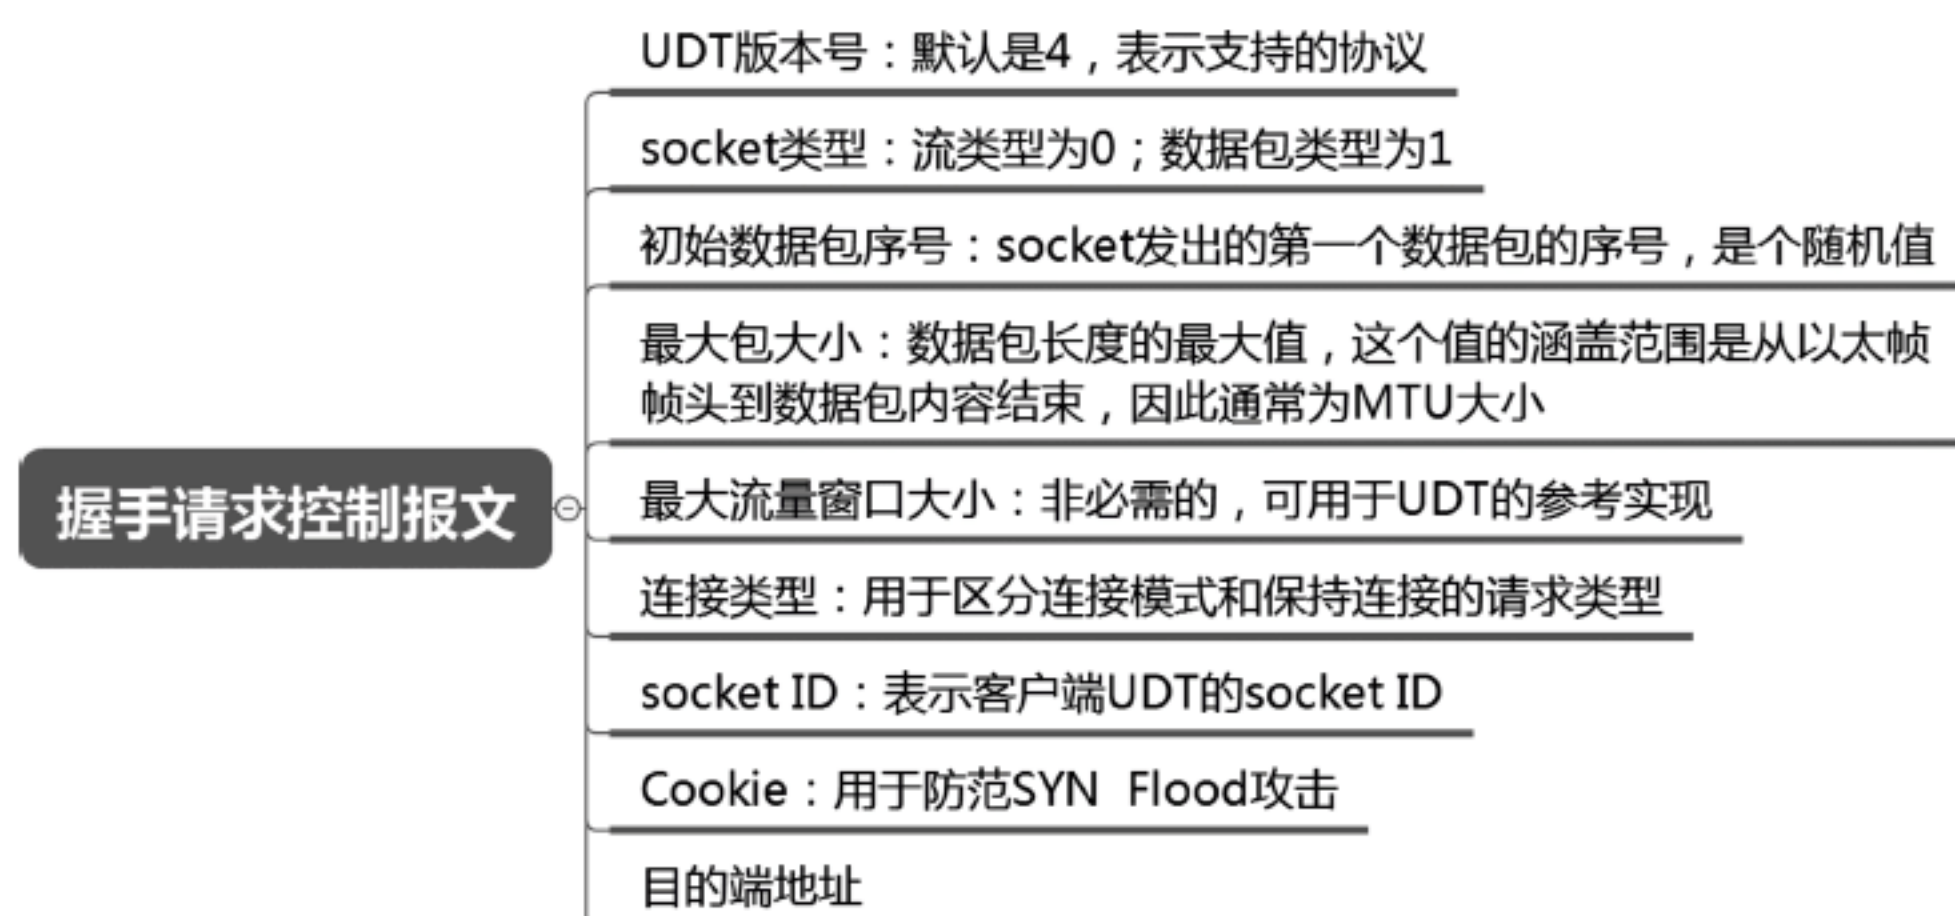 UDT版本号：默认是4，表示支持的协议
socket类型：流类型为0；数据包类型为1
初始数据包序号：socket发出的第一个数据包的序号，是个随机值
最大包大小：数据包长度的最大值，这个值的涵盖范围是从以太帧
帧头到数据包内容结束，因此通常为MTU大小
握手请求控制报文
最大流量窗口大小：非必需的，可用于UDT的参考实现
连接类型：用于区分连接模式和保持连接的请求类型
socket ID：表示客户端UDT的socket ID
Cookie：用于防范SYN  Flood攻击
目的端地址